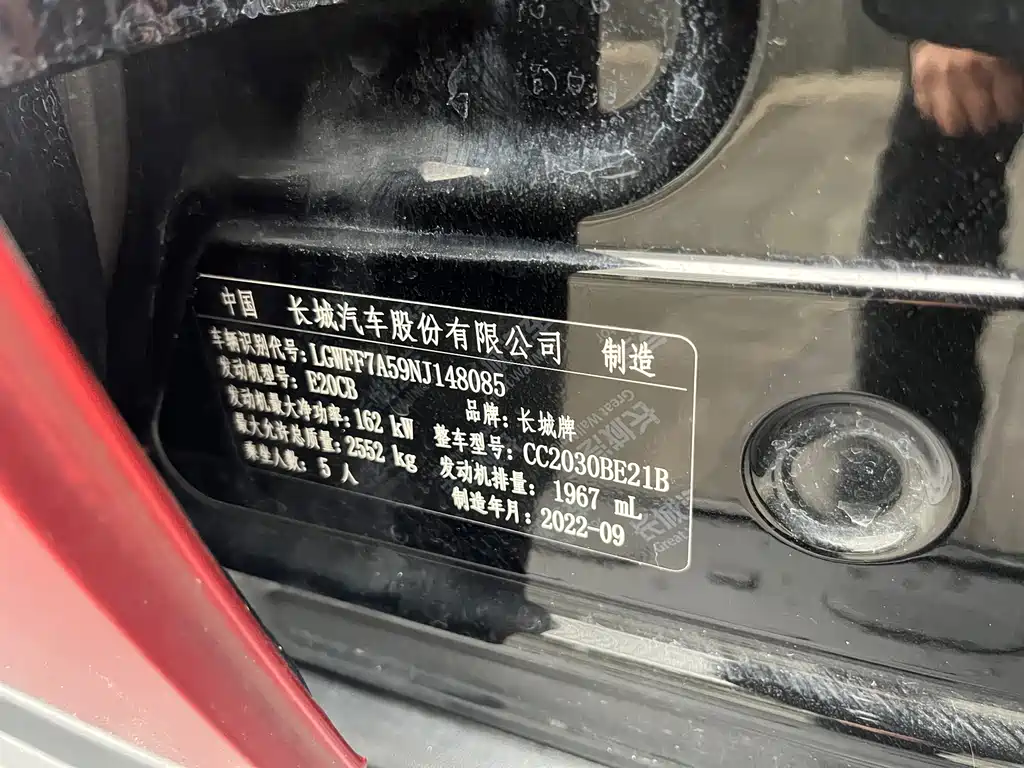 中国 长城汽车股份有限公司 制造
车辆识别代号:LGWFF7A59NJ148085
发动机型号:E20CB 品牌:长城牌
发动机最大净功率:162 kW 整车型号:CC2030BE21B
最大允许总质量:2552 kg 发动机排量:1967 mL
乘坐人数:5 人 制造年月:2022-09